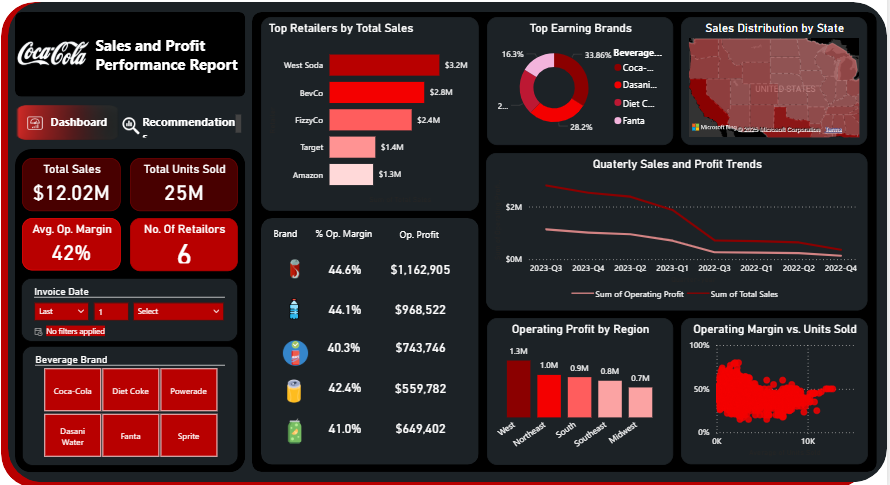 Coca-Cola
Sales and Profit
Performance Report
Dashboard
Recommendation
s
Total Sales
$12.02M
Total Units Sold
25M
Avg. Op. Margin
42%
No. Of Retailors
6
Invoice Date
Last
1
Select
No filters applied
Beverage Brand
Coca-Cola
Diet Coke
Powerade
Dasani
Water
Fanta
Sprite
Top Retailers by Total Sales
West Soda
$3.2M
BevCo
$2.8M
FizzyCo
$2.4M
Target
$1.4M
Amazon
$1.3M
Brand
% Op. Margin
Op. Profit
44.6%
$1,162,905
44.1%
$968,522
40.3%
$743,746
42.4%
$559,782
41.0%
$649,402
Top Earning Brands
16.3%
33.86%
2...
28.2%
Beverage...
Coca-...
Dasani...
Diet C...
Fanta
Sales Distribution by State
UNITED STATES
Microsoft
© 2025 Microsoft Corporation
Terms
Quaterly Sales and Profit Trends
$2M
$0M
2023-Q3
2023-Q4
2023-Q2
2023-Q1
2022-Q3
2022-Q1
2022-Q2
2022-Q4
Sum of Operating Profit
Sum of Total Sales
Operating Profit by Region
1.3M
1.0M
0.9M
0.8M
0.7M
West
Northeast
South
Southeast
Midwest
Operating Margin vs. Units Sold
100%
50%
0%
0K
10K